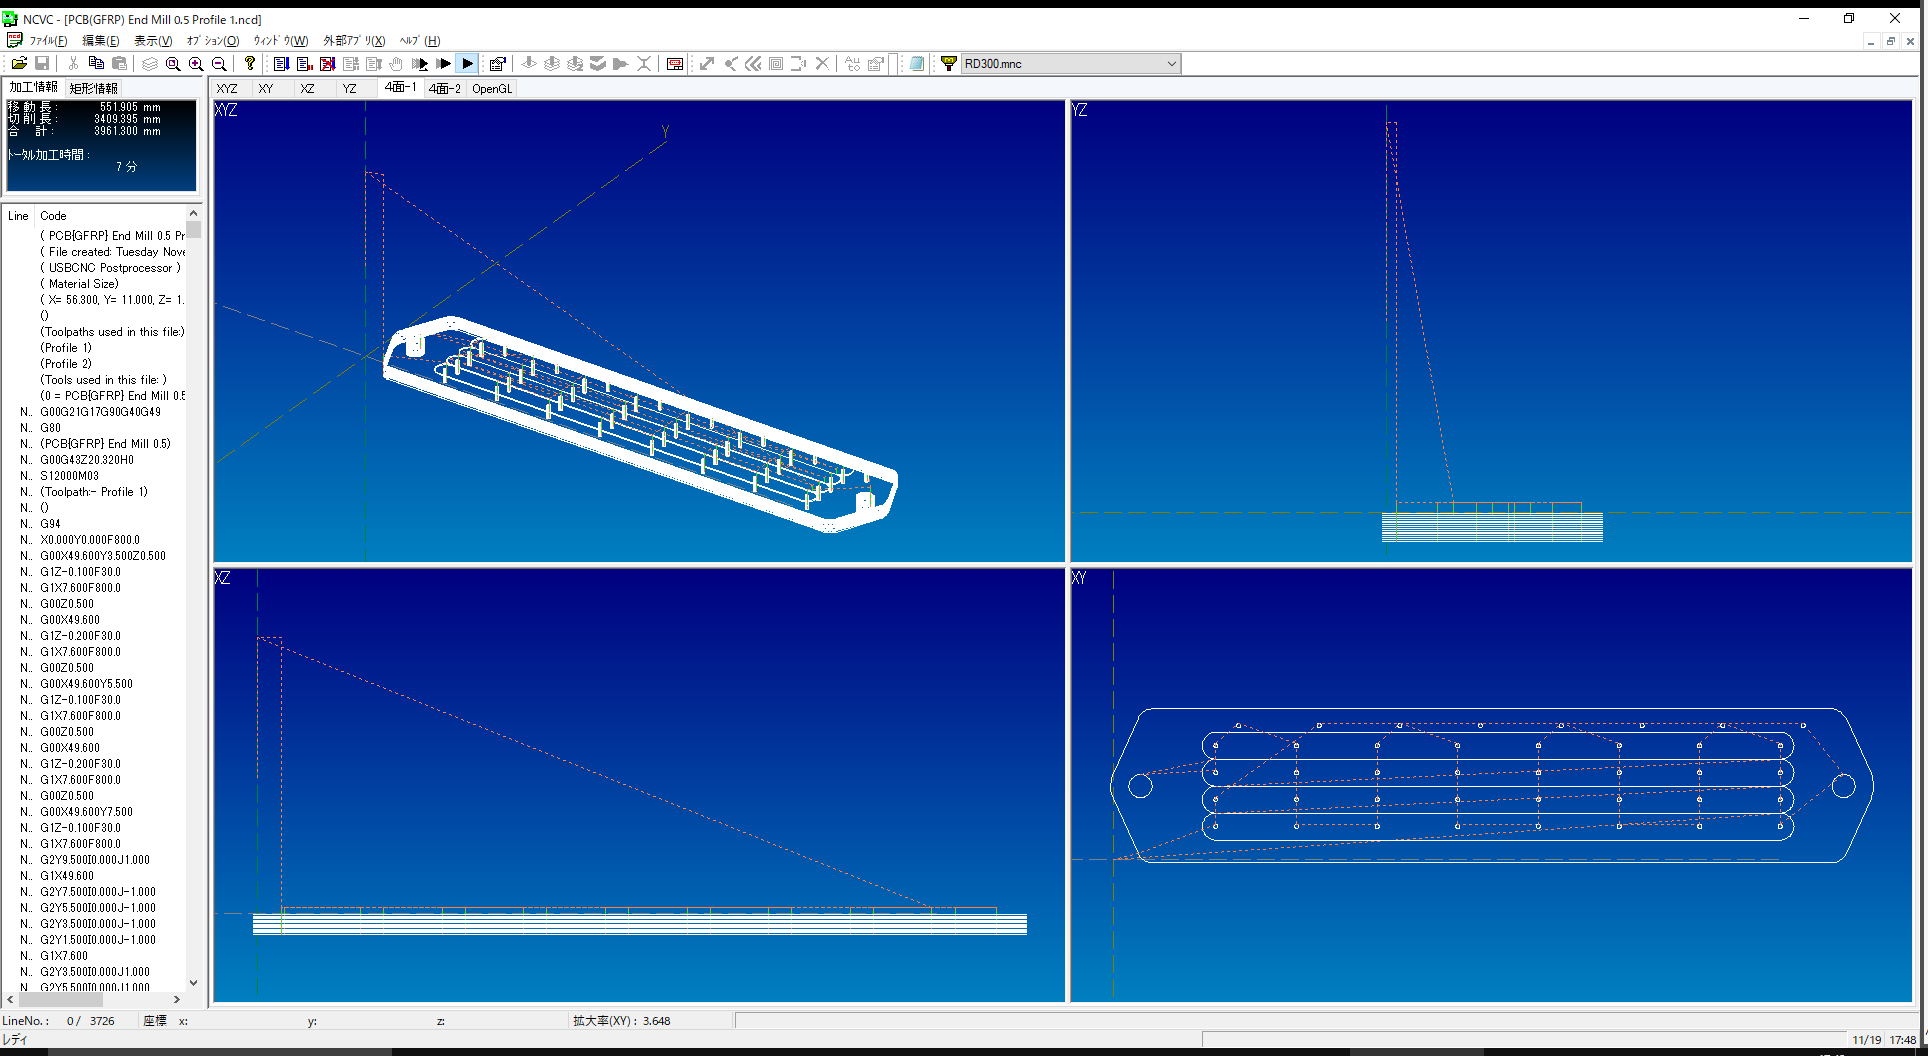 NCVC - [PCB(GFRP) End Mill 0.5 Profile 1.ncd]
ﾌｧｲﾙ(F) 編集(E) 表示(V) ｵﾌﾟｼｮﾝ(O) ｳｨﾝﾄﾞｳ(W) 外部ｱﾌﾟﾘ(X) ﾍﾙﾌﾟ(H)
RD300.mnc
加工情報 矩形情報
XYZ XY XZ YZ 4面-1 4面-2 OpenGL
移動長: 551.905 mm
切削長: 3409.395 mm
合 計: 3961.300 mm
ﾄｰﾀﾙ加工時間:
7 分
Line Code
( PCB{GFRP} End Mill 0.5 Pr
( File created: Tuesday Nove
( USBCNC Postprocessor )
( Material Size)
( X= 56.300, Y= 11.000, Z= 1.
()
(Toolpaths used in this file:)
(Profile 1)
(Profile 2)
(Tools used in this file: )
(0 = PCB{GFRP} End Mill 0.5
N.. G00G21G17G90G40G49
N.. G80
N.. (PCB{GFRP} End Mill 0.5)
N.. G00G43Z20.320H0
N.. S12000M03
N.. (Toolpath:- Profile 1)
N.. ()
N.. G94
N.. X0.000Y0.000F800.0
N.. G00X49.600Y3.500Z0.500
N.. G1Z-0.100F30.0
N.. G1X7.600F800.0
N.. G00Z0.500
N.. G00X49.600
N.. G1Z-0.200F30.0
N.. G1X7.600F800.0
N.. G00Z0.500
N.. G00X49.600Y5.500
N.. G1Z-0.100F30.0
N.. G1X7.600F800.0
N.. G00Z0.500
N.. G00X49.600
N.. G1Z-0.200F30.0
N.. G1X7.600F800.0
N.. G00Z0.500
N.. G00X49.600Y7.500
N.. G1Z-0.100F30.0
N.. G1X7.600F800.0
N.. G2Y9.500I0.000J1.000
N.. G1X49.600
N.. G2Y7.500I0.000J-1.000
N.. G2Y5.500I0.000J-1.000
N.. G2Y3.500I0.000J-1.000
N.. G2Y1.500I0.000J-1.000
N.. G1X7.600
N.. G2Y3.500I0.000J1.000
N.. G2Y5.500I0.000J1.000
XYZ
Y
YZ
XZ
XY
LineNo.: 0/ 3726 座標 x: y: z: 拡大率(XY) : 3.648
レディ
11/19 17:48